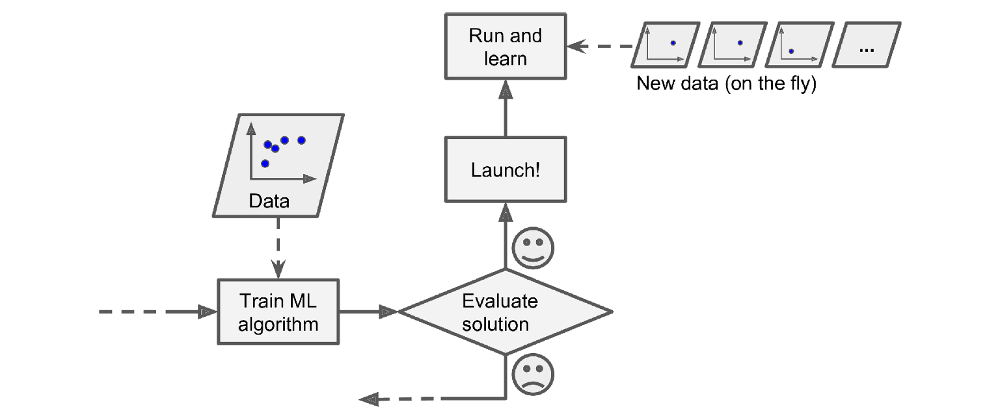 Run and
learn
...
New data (on the fly)
Launch!
Data
Train ML
algorithm
Evaluate
solution